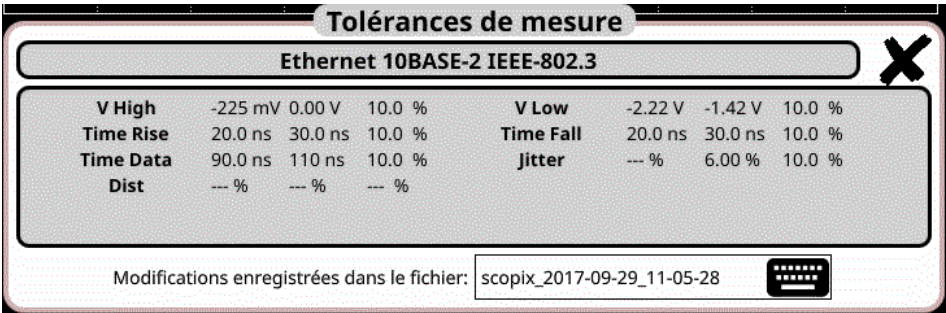 Tolérances de mesure
Ethernet 10BASE-2 IEEE-802.3
V High -225 mV 0.00 V 10.0 % V Low -2.22 V -1.42 V 10.0 %
Time Rise 20.0 ns 30.0 ns 10.0 % Time Fall 20.0 ns 30.0 ns 10.0 %
Time Data 90.0 ns 110 ns 10.0 % Jitter --- % 6.00 % 10.0 %
Dist --- % --- % --- %
Modifications enregistrées dans le fichier: scopix_2017-09-29_11-05-28